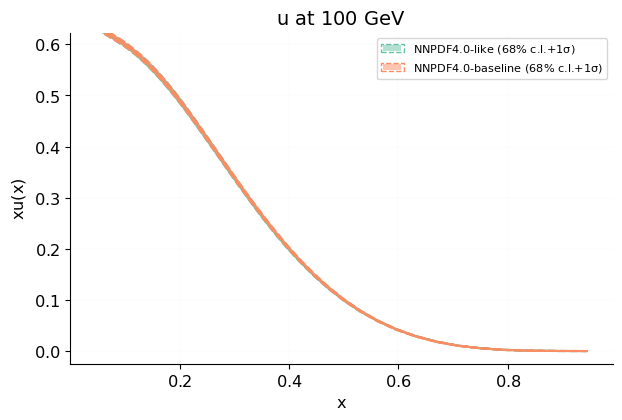 u at 100 GeV
NNPDF4.0-like (68% c.l.+1σ)
NNPDF4.0-baseline (68% c.l.+1σ)
xu(x)
0.6
0.5
0.4
0.3
0.2
0.1
0.0
0.2 0.4 0.6 0.8
x